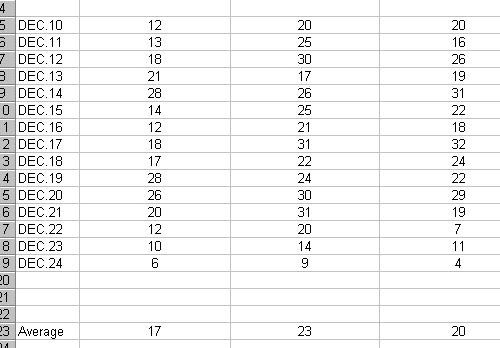 4
5 DEC.10 12 20 20
6 DEC.11 13 25 16
7 DEC.12 18 30 26
8 DEC.13 21 17 19
9 DEC.14 28 26 31
0 DEC.15 14 25 22
1 DEC.16 12 21 18
2 DEC.17 18 31 32
3 DEC.18 17 22 24
4 DEC.19 28 24 22
5 DEC.20 26 30 29
6 DEC.21 20 31 19
7 DEC.22 12 20 7
8 DEC.23 10 14 11
9 DEC.24 6 9 4
20
21
22
23 Average 17 23 20
24